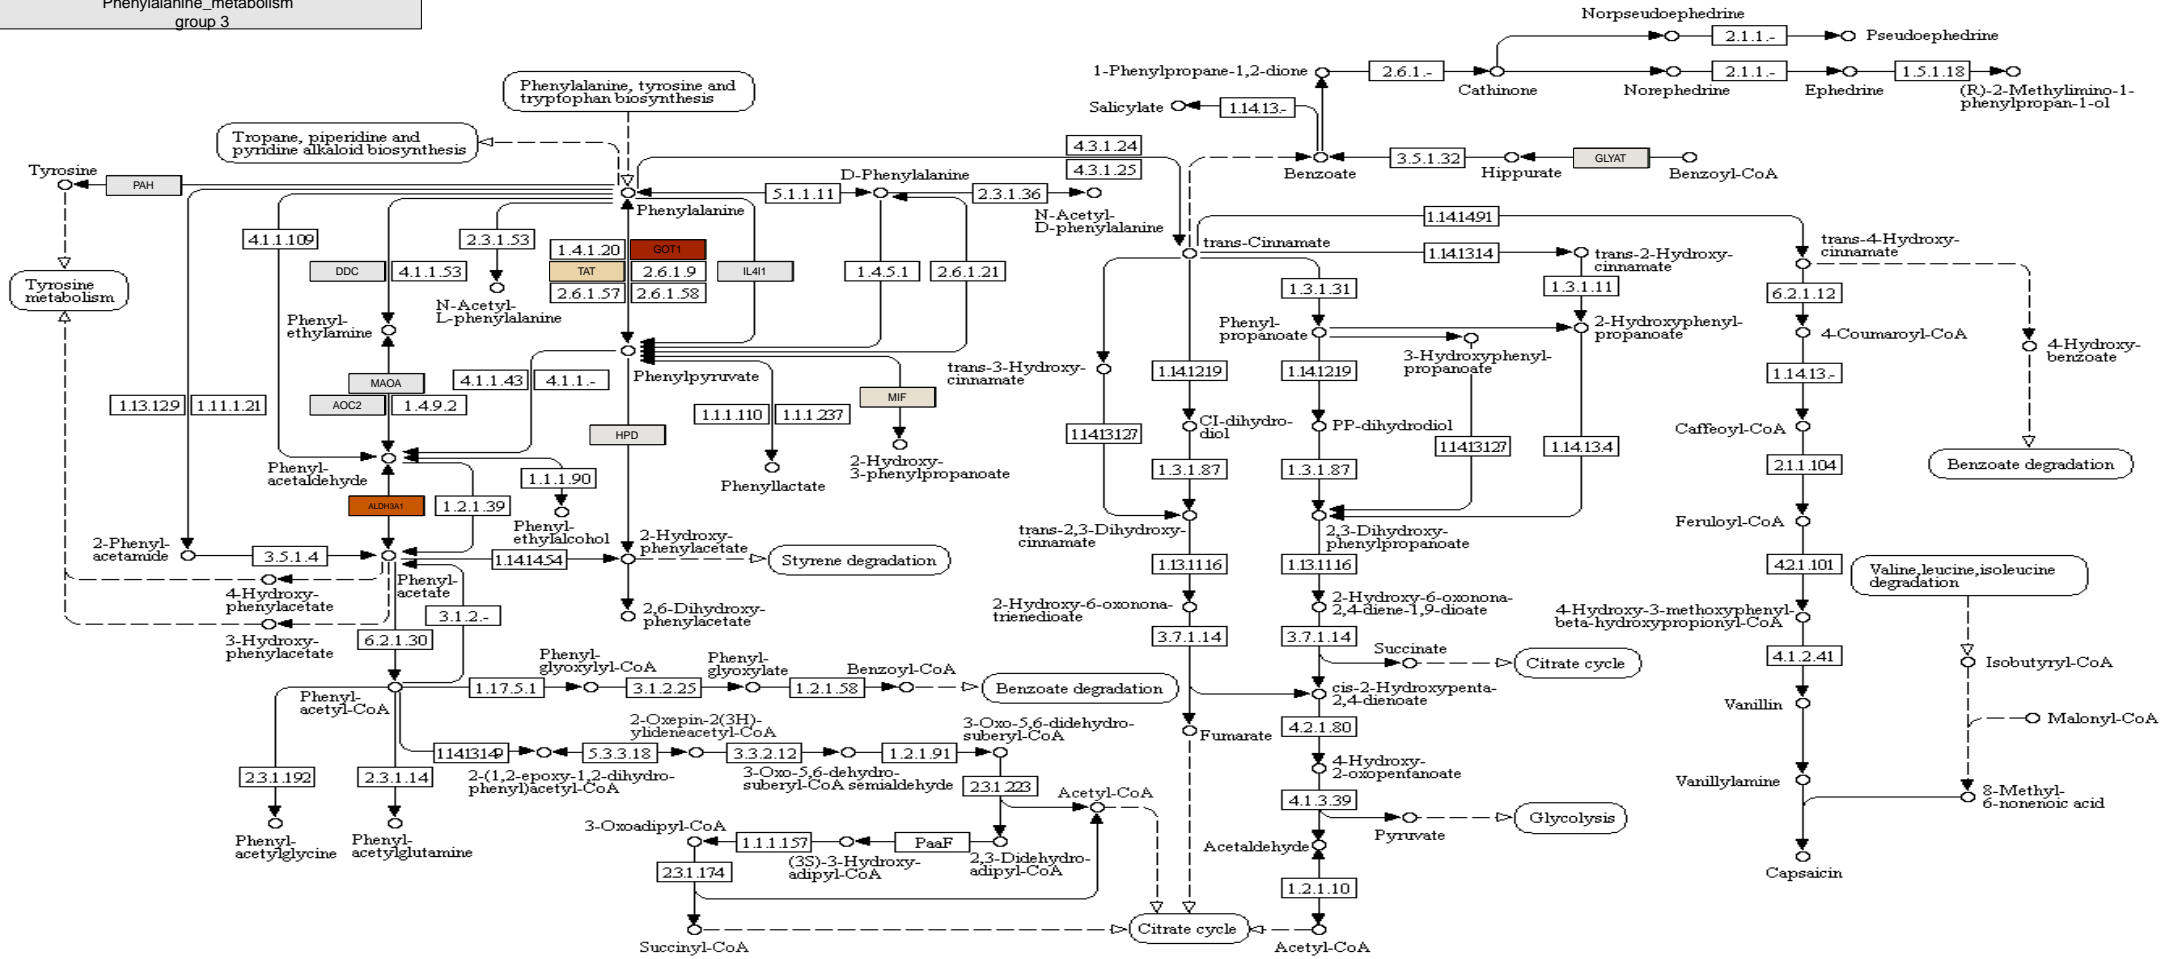 Phenylalanine_metabolism
group 3
Norpseudoephedrine
2.1.1.-
Pseudoephedrine
1-Phenylpropane-1,2-dione
2.6.1.-
Cathinone
2.1.1.-
Norephedrine
Ephedrine
1.5.1.18
(R)-2-Methylimino-1-
phenylpropan-1-ol
Salicylate
1.14.13.-
Phenylalanine, tyrosine and
tryptophan biosynthesis
Tropane, piperidine and
pyridine alkaloid biosynthesis
4.3.1.24
4.3.1.25
Benzoate
3.5.1.32
Hippurate
GLYAT
Benzoyl-CoA
Tyrosine
PAH
Phenylalanine
5.1.1.11
D-Phenylalanine
2.3.1.36
N-Acetyl-
D-phenylalanine
4.1.1.109
2.3.1.53
1.4.1.20
GOT1
DDC
4.1.1.53
TAT
2.6.1.9
IL4I1
1.4.5.1
2.6.1.21
2.6.1.57
2.6.1.58
Tyrosine
metabolism
N-Acetyl-
L-phenylalanine
Phenyl-
ethylamine
trans-Cinnamate
1.14.14.91
1.14.13.14
trans-2-Hydroxy-
cinnamate
trans-4-Hydroxy-
cinnamate
1.3.1.31
1.3.1.11
6.2.1.12
Phenyl-
propanoate
2-Hydroxyphenyl-
propanoate
4-Coumaroyl-CoA
4-Hydroxy-
benzoate
3-Hydroxyphenyl-
propanoate
trans-3-Hydroxy-
cinnamate
Phenylpyruvate
MAOA
AOC2
1.4.9.2
4.1.1.43
4.1.1.-
1.13.12.9
1.11.1.21
1.1.1.110
1.1.1.237
MIF
HPD
1.14.12.19
1.14.12.19
1.14.13.-
CI-dihydro-
diol
PP-dihydrodiol
Caffeoyl-CoA
1.14.13.127
1.14.13.127
1.14.13.4
Phenyl-
acetaldehyde
Phenyllactate
2-Hydroxy-
3-phenylpropanoate
1.3.1.87
1.3.1.87
2.1.1.104
Benzoate degradation
1.1.1.90
ALDH3A1
1.2.1.39
Phenyl-
ethylalcohol
trans-2,3-Dihydroxy-
cinnamate
2,3-Dihydroxy-
phenylpropanoate
Feruloyl-CoA
2-Phenyl-
acetamide
3.5.1.4
Phenyl-
acetate
1.14.14.54
2-Hydroxy-
phenylacetate
Styrene degradation
1.13.11.16
1.13.11.16
4.2.1.101
Valine,leucine,isoleucine
degradation
4-Hydroxy-
phenylacetate
3.1.2.-
2,6-Dihydroxy-
phenylacetate
2-Hydroxy-6-oxonona-
trienedioate
2-Hydroxy-6-oxonona-
2,4-diene-1,9-dioate
4-Hydroxy-3-methoxyphenyl-
beta-hydroxypropionyl-CoA
3-Hydroxy-
phenylacetate
6.2.1.30
3.7.1.14
3.7.1.14
Succinate
Citrate cycle
4.1.2.41
Isobutyryl-CoA
Phenyl-
acetyl-CoA
1.17.5.1
Phenyl-
glyoxylyl-CoA
3.1.2.25
Phenyl-
glyoxylate
1.2.1.58
Benzoyl-CoA
Benzoate degradation
cis-2-Hydroxypenta-
2,4-dienoate
Vanillin
Malonyl-CoA
Fumarate
4.2.1.80
1.14.13.149
2-(1,2-epoxy-1,2-dihydro-
phenyl)acetyl-CoA
5.3.3.18
2-Oxepin-2(3H)-
ylideneacetyl-CoA
3.3.2.12
3-Oxo-5,6-dehydro-
suberyl-CoA semialdehyde
1.2.1.91
3-Oxo-5,6-didehydro-
suberyl-CoA
4-Hydroxy-
2-oxopentanoate
Vanillylamine
8-Methyl-
6-nonenoic acid
2.3.1.192
2.3.1.14
2.3.1.223
Acetyl-CoA
4.1.3.39
Pyruvate
Glycolysis
Phenyl-
acetylglycine
Phenyl-
acetylglutamine
3-Oxoadipyl-CoA
1.1.1.157
(3S)-3-Hydroxy-
adipyl-CoA
PaaF
2,3-Didehydro-
adipyl-CoA
Acetaldehyde
Capsaicin
2.3.1.174
1.2.1.10
Succinyl-CoA
Citrate cycle
Acetyl-CoA